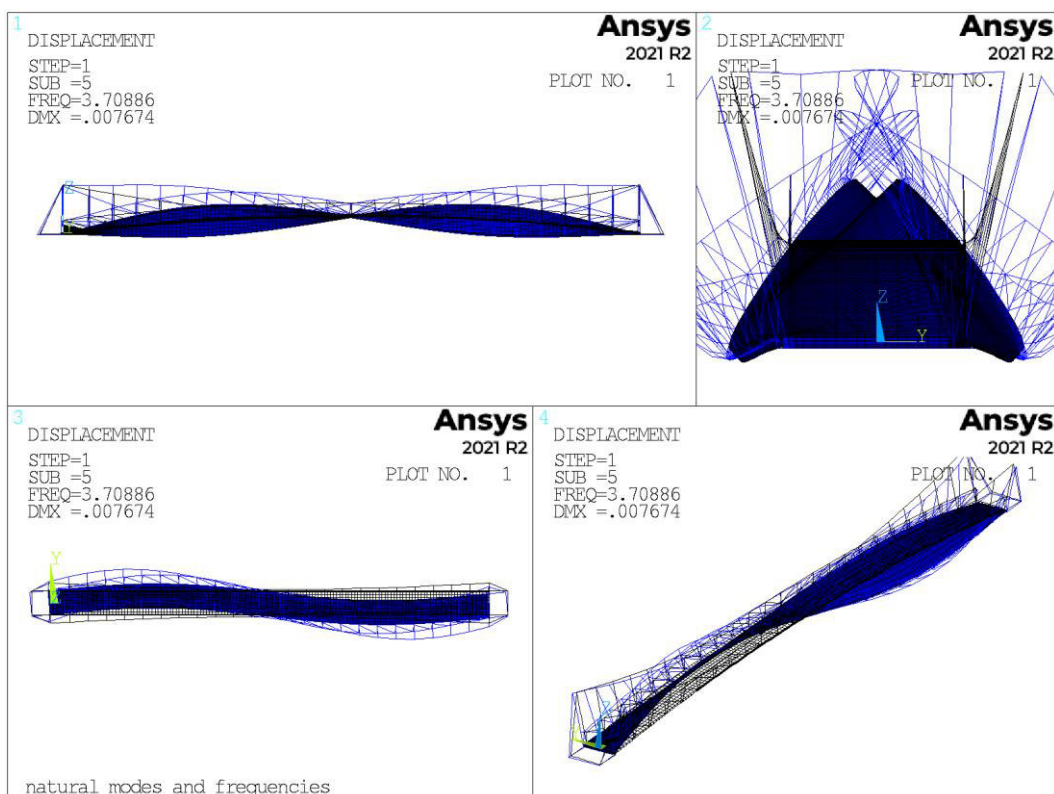 1
Ansys
2021 R2
DISPLACEMENT
STEP=1
SUB =5
FREQ=3.70886
DMX =.007674
PLOT NO. 1
Z
2
Ansys
2021 R2
DISPLACEMENT
STEP=1
SUB =5
FREQ=3.70886
DMX =.007674
PLOT NO. 1
Z
Y
3
Ansys
2021 R2
DISPLACEMENT
STEP=1
SUB =5
FREQ=3.70886
DMX =.007674
PLOT NO. 1
Y
natural modes and frequencies
4
Ansys
2021 R2
DISPLACEMENT
STEP=1
SUB =5
FREQ=3.70886
DMX =.007674
PLOT NO. 1
Z